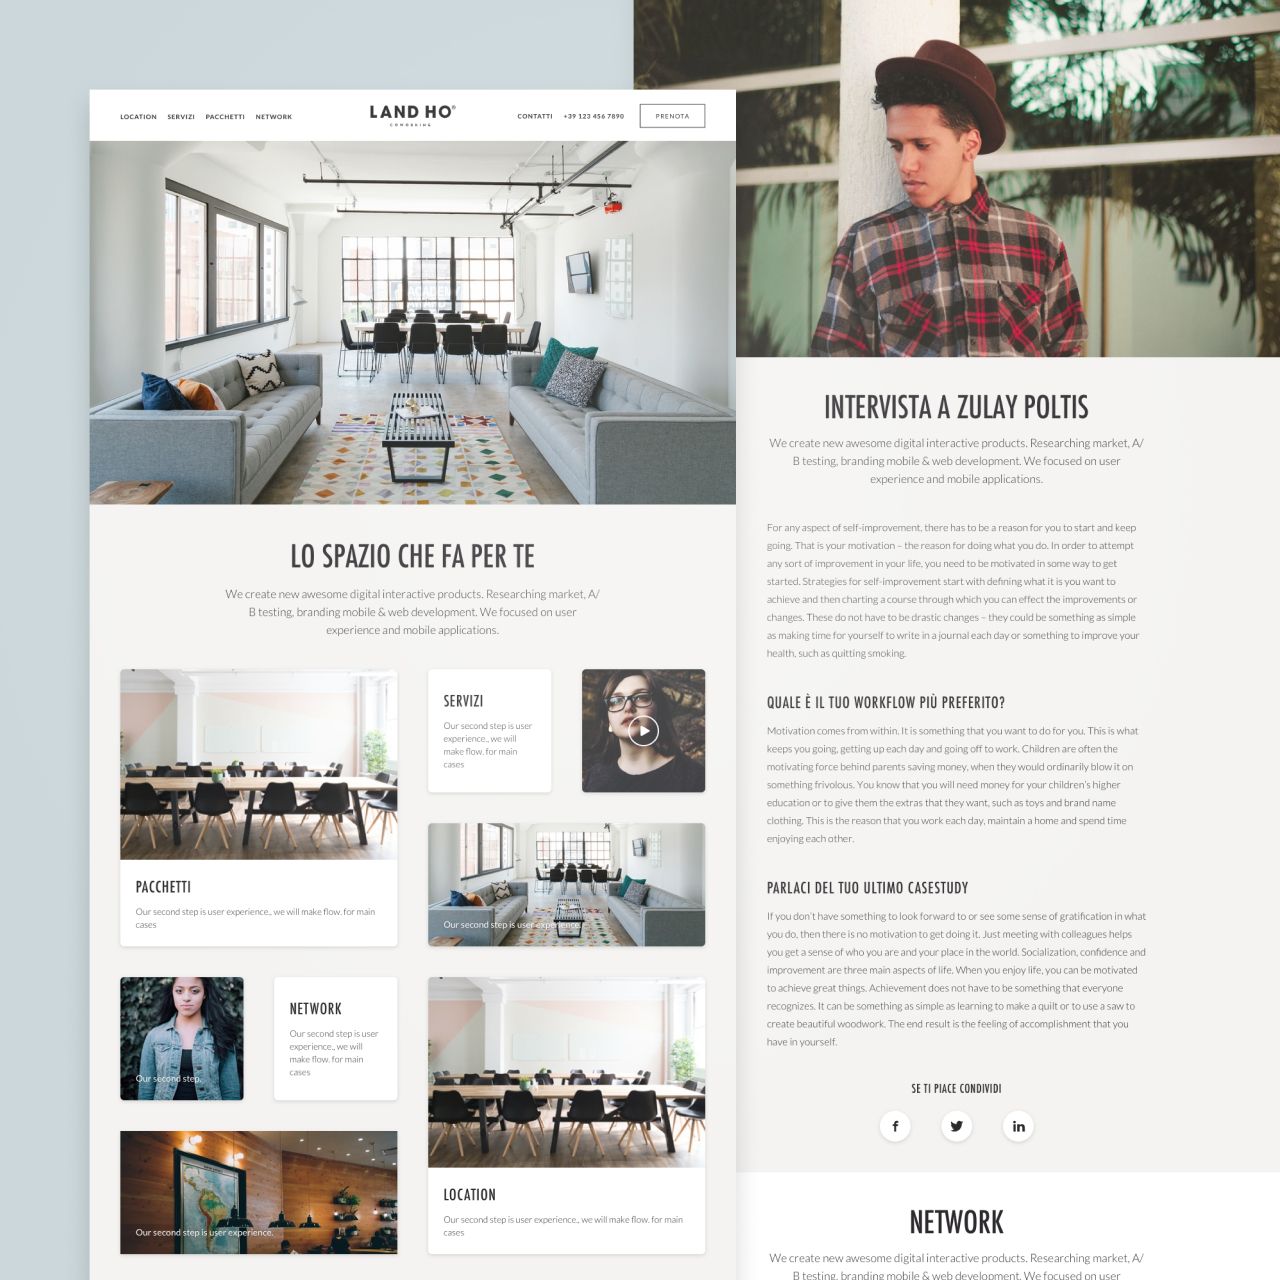 LOCATION SERVIZI PACCHETTI NETWORK
LAND HO®
COWORKING
CONTATTI +39 123 456 7890
PRENOTA
LO SPAZIO CHE FA PER TE
We create new awesome digital interactive products. Researching market, A/
B testing, branding mobile & web development. We focused on user
experience and mobile applications.
SERVIZI
Our second step is user
experience., we will
make flow. for main
cases
PACCHETTI
Our second step is user experience., we will make flow. for main
cases
Our second step is user experience.
Our second step.
NETWORK
Our second step is user
experience., we will
make flow. for main
cases
Our second step is user experience.
LOCATION
Our second step is user experience., we will make flow. for main
cases
INTERVISTA A ZULAY POLTIS
We create new awesome digital interactive products. Researching market, A/
B testing, branding mobile & web development. We focused on user
experience and mobile applications.
For any aspect of self-improvement, there has to be a reason for you to start and keep
going. That is your motivation – the reason for doing what you do. In order to attempt
any sort of improvement in your life, you need to be motivated in some way to get
started. Strategies for self-improvement start with defining what it is you want to
achieve and then charting a course through which you can effect the improvements or
changes. These do not have to be drastic changes – they could be something as simple
as making time for yourself to write in a journal each day or something to improve your
health, such as quitting smoking.
QUALE È IL TUO WORKFLOW PIÙ PREFERITO?
Motivation comes from within. It is something that you want to do for you. This is what
keeps you going, getting up each day and going off to work. Children are often the
motivating force behind parents saving money, when they would ordinarily blow it on
something frivolous. You know that you will need money for your children's higher
education or to give them the extras that they want, such as toys and brand name
clothing. This is the reason that you work each day, maintain a home and spend time
enjoying each other.
PARLACI DEL TUO ULTIMO CASESTUDY
If you don't have something to look forward to or see some sense of gratification in what
you do, then there is no motivation to get doing it. Just meeting with colleagues helps
you get a sense of who you are and your place in the world. Socialization, confidence and
improvement are three main aspects of life. When you enjoy life, you can be motivated
to achieve great things. Achievement does not have to be something that everyone
recognizes. It can be something as simple as learning to make a quilt or to use a saw to
create beautiful woodwork. The end result is the feeling of accomplishment that you
have in yourself.
SE TI PIACE CONDIVIDI
NETWORK
We create new awesome digital interactive products. Researching market, A/
B testing, branding mobile & web development. We focused on user